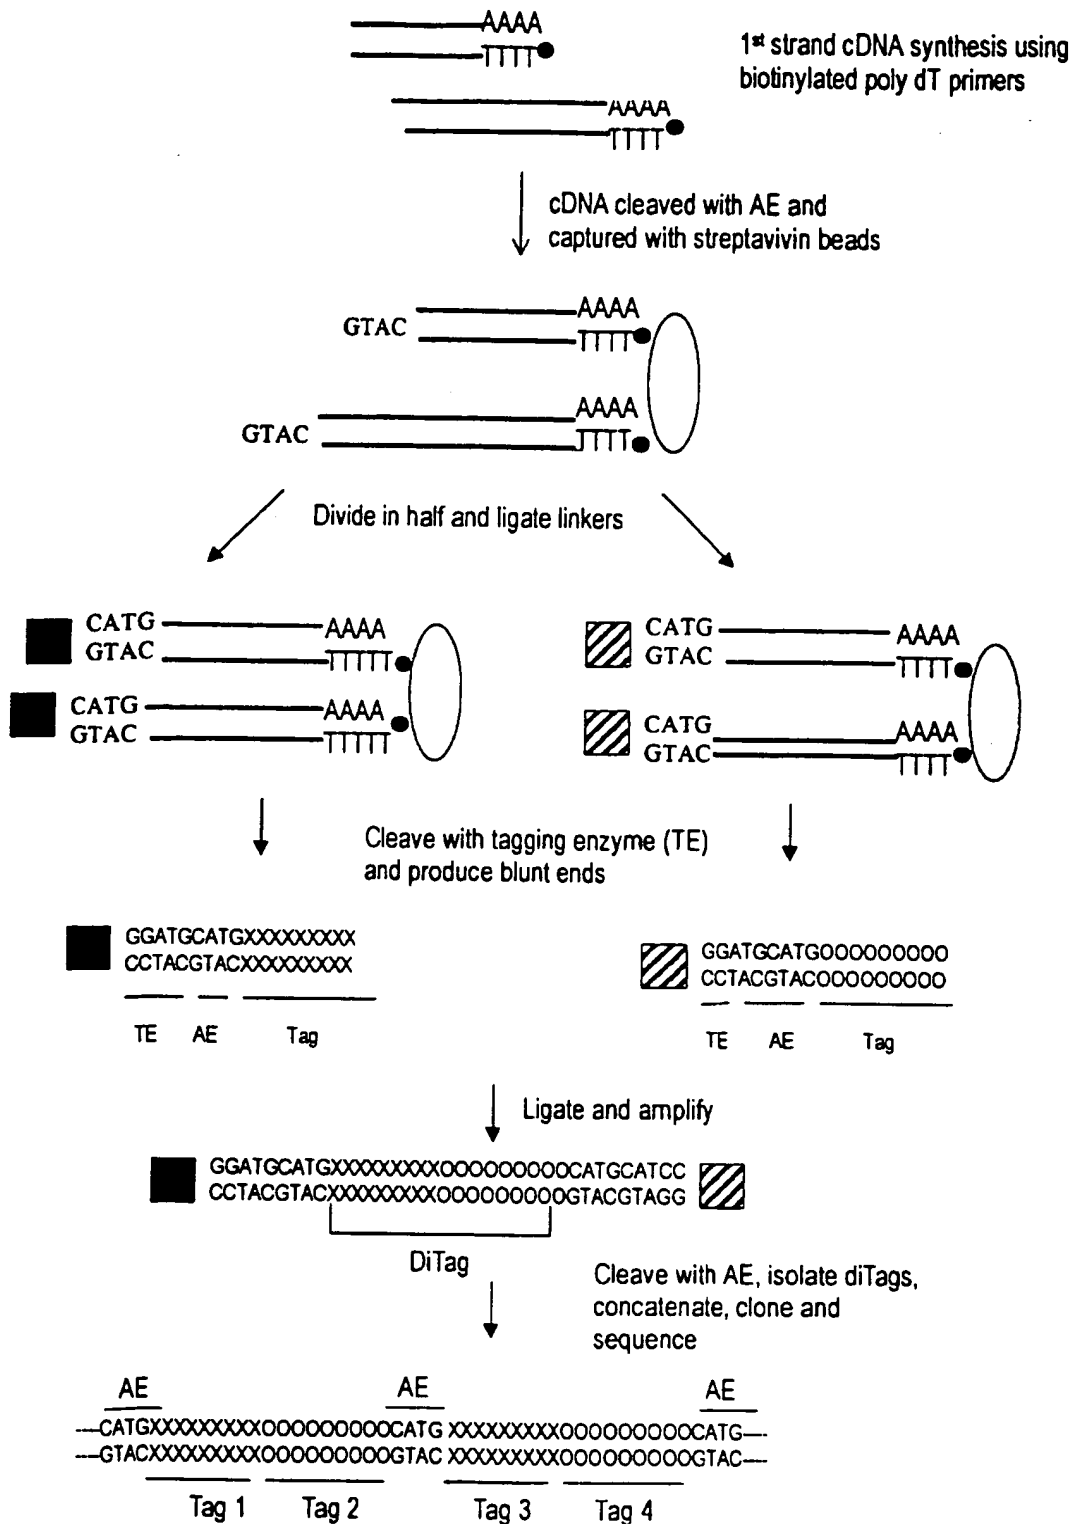 AAAA
TTTT
1st strand cDNA synthesis using
biotinylated poly dT primers
AAAA
TTTT
cDNA cleaved with AE and
captured with streptavivin beads
AAAA
GTAC
TTTT
AAAA
GTAC
TTTT
Divide in half and ligate linkers
CATG
AAAA
GTAC
TTTTT
CATG
AAAA
GTAC
TTTTT
CATG
AAAA
GTAC
TTTT
CATG
AAAA
GTAC
TTTT
Cleave with tagging enzyme (TE)
and produce blunt ends
GGATGCATGXXXXXXXXX
CCTACGTACXXXXXXXXX
TE AE Tag
GGATGCATGOOOOOOOOO
CCTACGTACOOOOOOOOO
TE AE Tag
Ligate and amplify
GGATGCATGXXXXXXXXXOOOOOOOOOCATGCATCC
CCTACGTACXXXXXXXXXOOOOOOOOOGTACGTAGG
DiTag
Cleave with AE, isolate diTags,
concatenate, clone and
sequence
AE AE AE
----CATGXXXXXXXXXOOOOOOOOOCATG XXXXXXXXXOOOOOOOOOCATG----
----GTACXXXXXXXXXOOOOOOOOOGTAC XXXXXXXXXOOOOOOOOOGTAC----
Tag 1 Tag 2 Tag 3 Tag 4